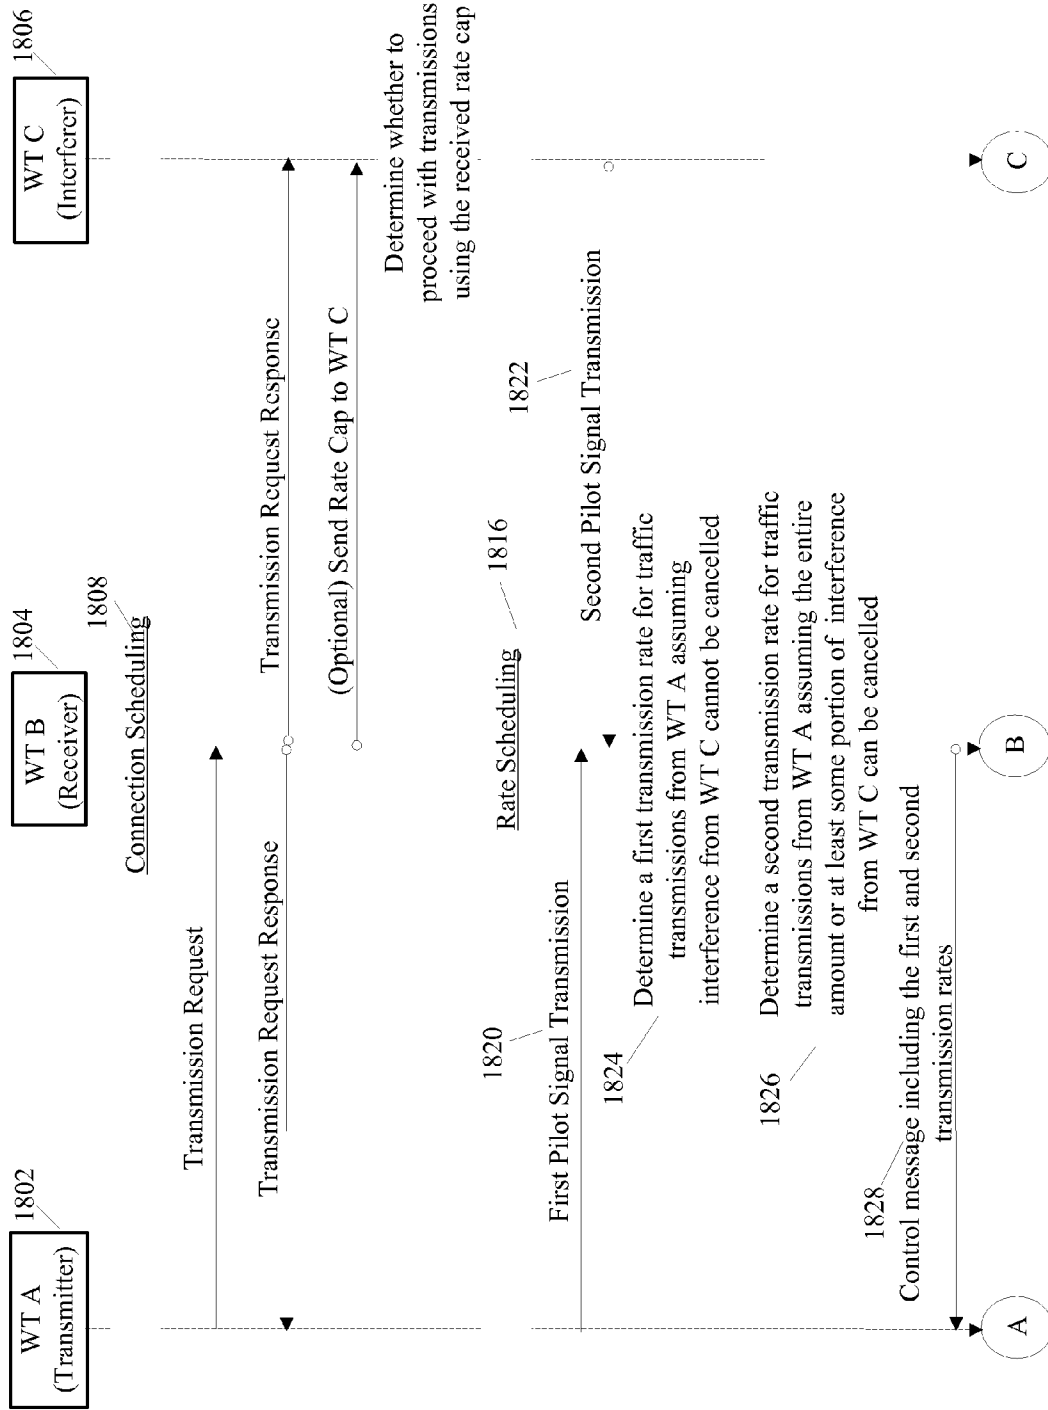 1802
WT A
(Transmitter)
1804
WT B
(Receiver)
1806
WT C
(Interferer)
1808
Connection Scheduling
Transmission Request
Transmission Request Response
Transmission Request Response
(Optional) Send Rate Cap to WT C
Determine whether to
proceed with transmissions
using the received rate cap
Rate Scheduling
1816
1820
First Pilot Signal Transmission
1822
Second Pilot Signal Transmission
1824
Determine a first transmission rate for traffic
transmissions from WT A assuming
interference from WT C cannot be cancelled
1826
Determine a second transmission rate for traffic
transmissions from WT A assuming the entire
amount or at least some portion of interference
from WT C can be cancelled
1828
Control message including the first and second
transmission rates
A
B
C